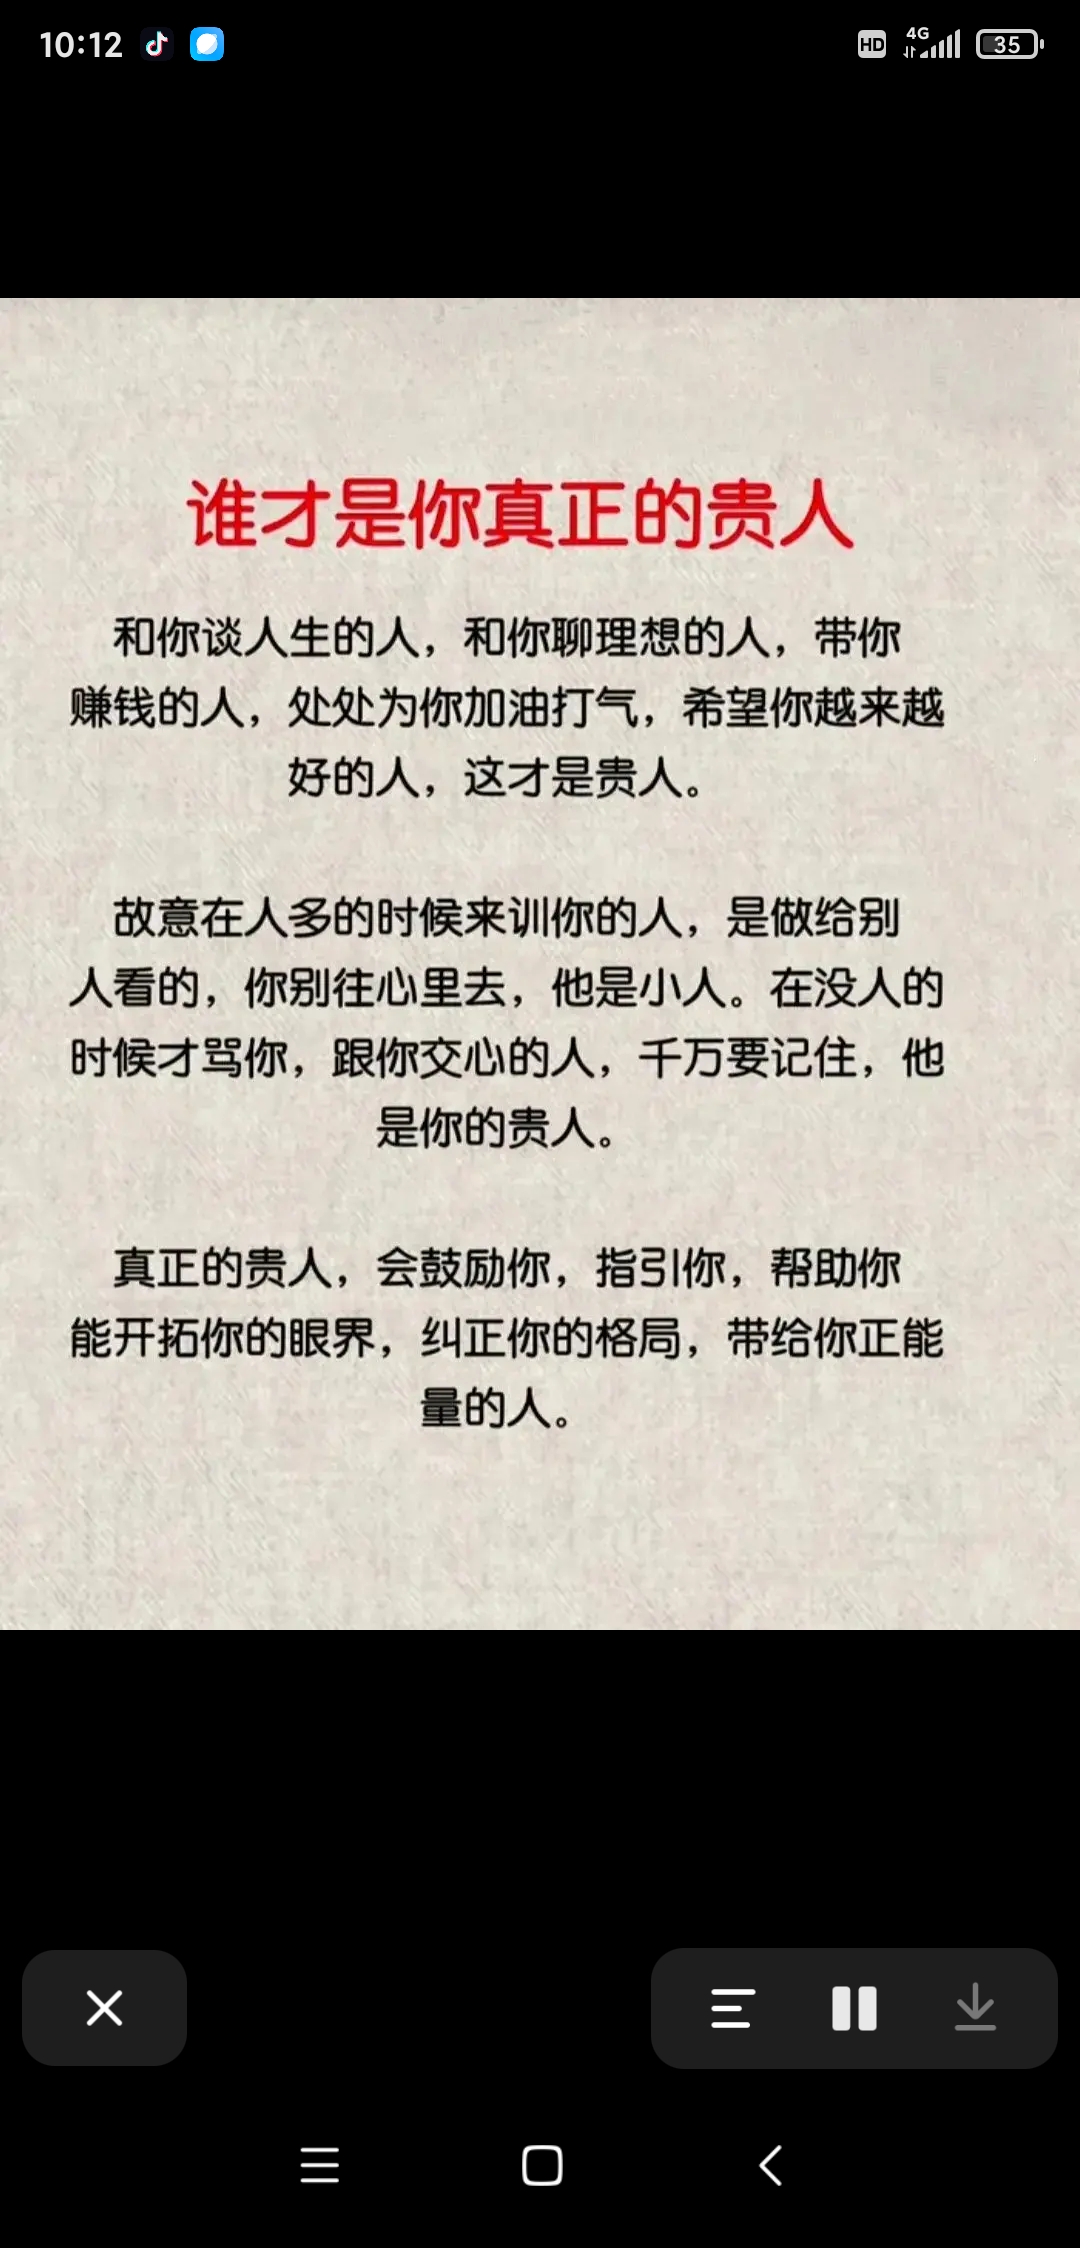 10:12
HD 4G 35
谁才是你真正的贵人
和你谈人生的人，和你聊理想的人，带你
赚钱的人，处处为你加油打气，希望你越来越
好的人，这才是贵人。
故意在人多的时候来训你的人，是做给别
人看的，你别往心里去，他是小人。在没人的
时候才骂你，跟你交心的人，千万要记住，他
是你的贵人。
真正的贵人，会鼓励你，指引你，帮助你
能开拓你的眼界，纠正你的格局，带给你正能
量的人。